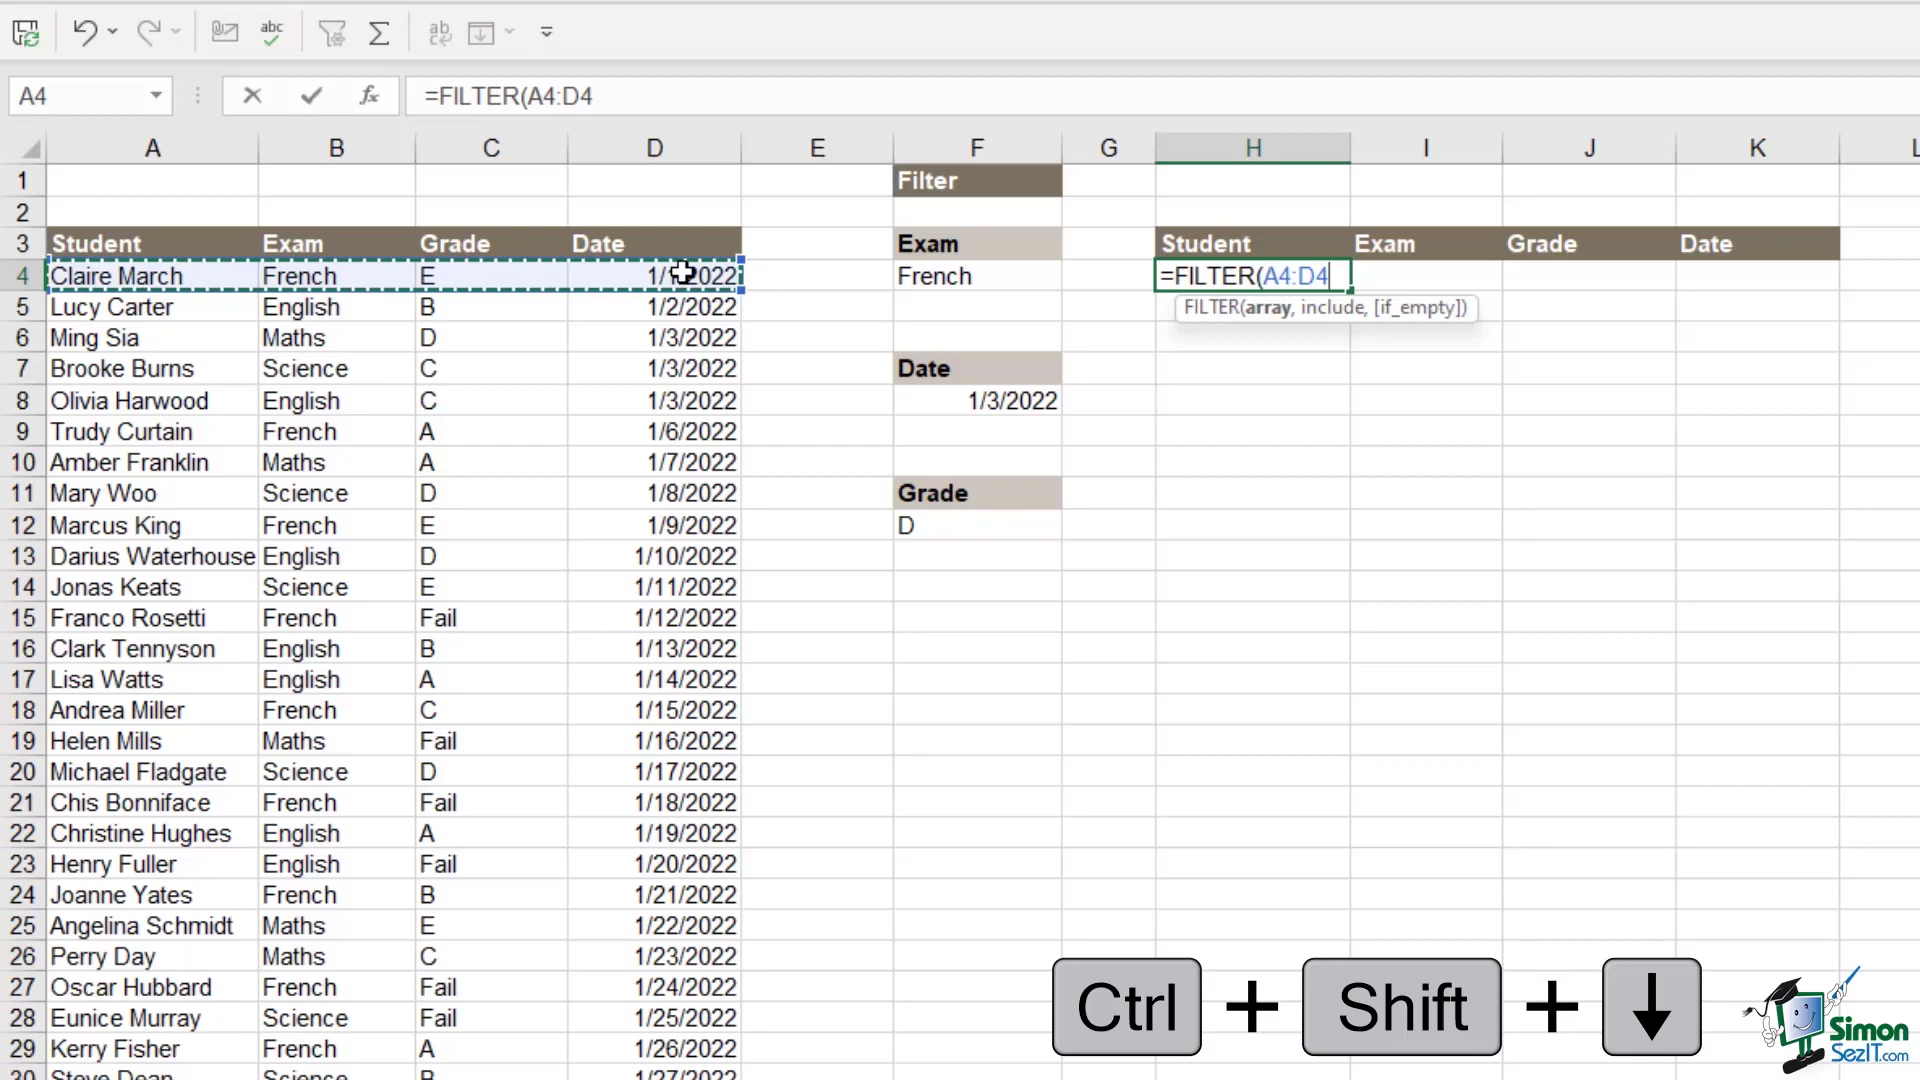 abc
ab
A4
fx
=FILTER(A4:D4
A B C D E F G H I J K L
1 Filter
2
3 Student Exam Grade Date Exam Student Exam Grade Date
4 Claire March French E French =FILTER(A4:D4
5 Lucy Carter English B 1/2/2022 FILTER(array, include, [if_empty])
6 Ming Sia Maths D 1/3/2022
7 Brooke Burns Science C 1/3/2022 Date
8 Olivia Harwood English C 1/3/2022 1/3/2022
9 Trudy Curtain French A 1/6/2022
10 Amber Franklin Maths A 1/7/2022
11 Mary Woo Science D 1/8/2022 Grade
12 Marcus King French E 1/9/2022 D
13 Darius Waterhouse English D 1/10/2022
14 Jonas Keats Science E 1/11/2022
15 Franco Rosetti French Fail 1/12/2022
16 Clark Tennyson English B 1/13/2022
17 Lisa Watts English A 1/14/2022
18 Andrea Miller French C 1/15/2022
19 Helen Mills Maths Fail 1/16/2022
20 Michael Fladgate Science D 1/17/2022
21 Chis Bonniface French Fail 1/18/2022
22 Christine Hughes English A 1/19/2022
23 Henry Fuller English Fail 1/20/2022
24 Joanne Yates French B 1/21/2022
25 Angelina Schmidt Maths E 1/22/2022
26 Perry Day Maths C 1/23/2022
27 Oscar Hubbard French Fail 1/24/2022
28 Eunice Murray Science Fail 1/25/2022
29 Kerry Fisher French A 1/26/2022
30 Steve Dean Science B 1/27/2022
Ctrl + Shift + ↓
Simon
SezIT.com